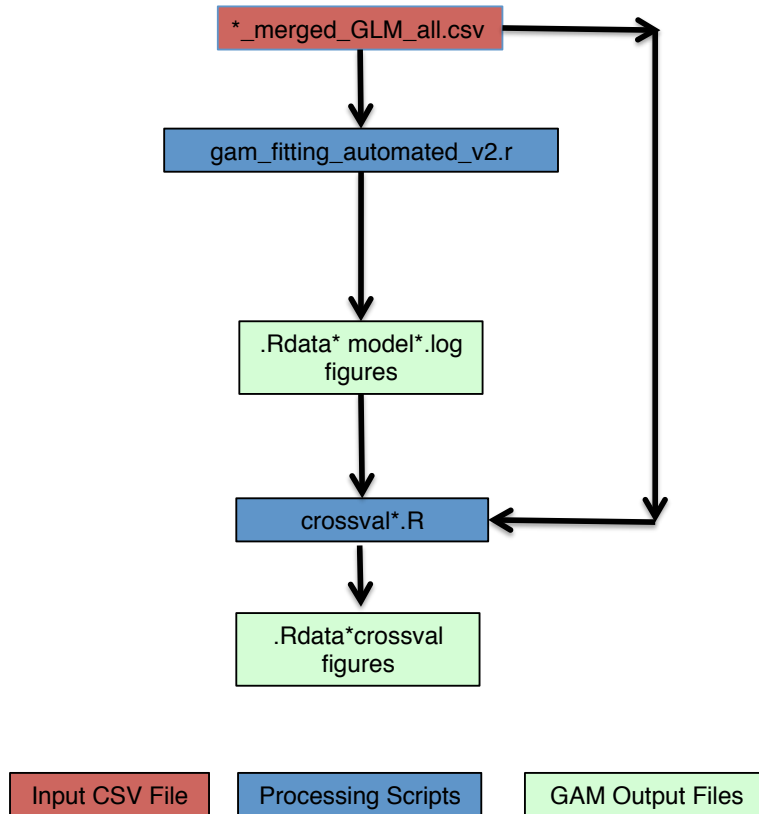 *_merged_GLM_all.csv
gam_fitting_automated_v2.r
.Rdata* model*.log
figures
crossval*.R
.Rdata*crossval
figures
Input CSV File
Processing Scripts
GAM Output Files